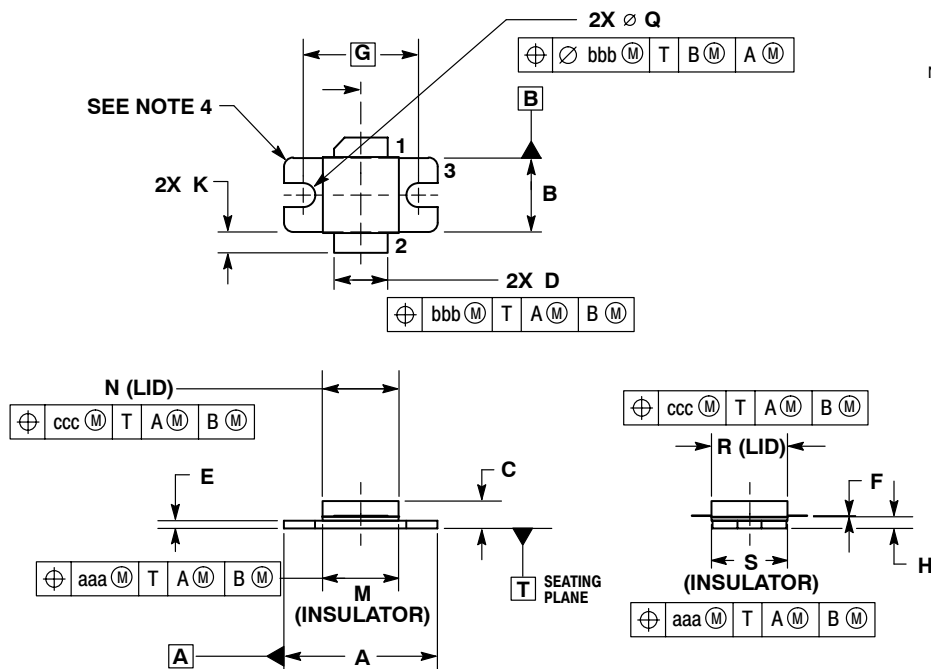 2X ⌀ Q
⌖ ⌀ bbb Ⓜ T B Ⓜ A Ⓜ
G
B
SEE NOTE 4
1
3
2X K
B
2
2X D
⌖ bbb Ⓜ T A Ⓜ B Ⓜ
N (LID)
⌖ ccc Ⓜ T A Ⓜ B Ⓜ
E
C
⌖ aaa Ⓜ T A Ⓜ B Ⓜ
M
(INSULATOR)
T SEATING
PLANE
A
A
⌖ ccc Ⓜ T A Ⓜ B Ⓜ
R (LID)
F
H
S
(INSULATOR)
⌖ aaa Ⓜ T A Ⓜ B Ⓜ